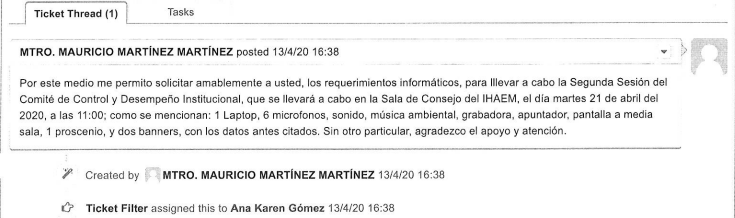 Ticket Thread (1) Tasks
MTRO. MAURICIO MARTÍNEZ MARTÍNEZ posted 13/4/20 16:38
Por este medio me permito solicitar amablemente a usted, los requerimientos informáticos, para lllevar a cabo la Segunda Sesión del
Comité de Control y Desempeño Institucional, que se llevará a cabo en la Sala de Consejo del IHAEM, el día martes 21 de abril del
2020, a las 11:00; como se mencionan: 1 Laptop, 6 microfonos, sonido, música ambiental, grabadora, apuntador, pantalla a media
sala, 1 proscenio, y dos banners, con los datos antes citados. Sin otro particular, agradezco el apoyo y atención.
Created by MTRO. MAURICIO MARTÍNEZ MARTÍNEZ 13/4/20 16:38
Ticket Filter assigned this to Ana Karen Gómez 13/4/20 16:38